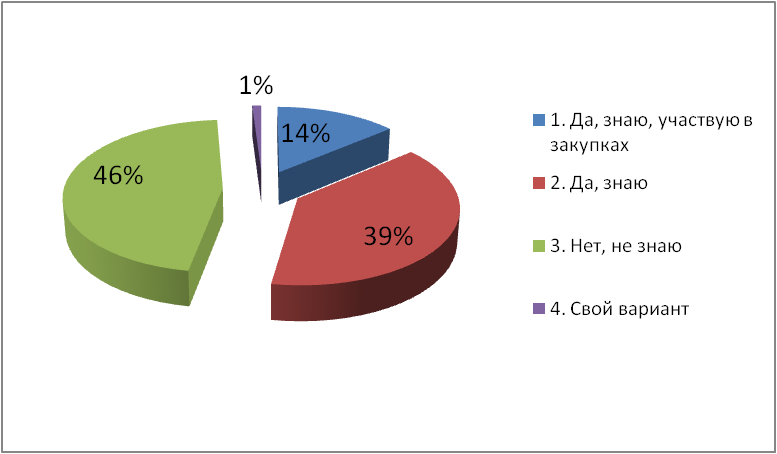 1%
14%
46%
39%
1. Да, знаю, участвую в
закупках
2. Да, знаю
3. Нет, не знаю
4. Свой вариант